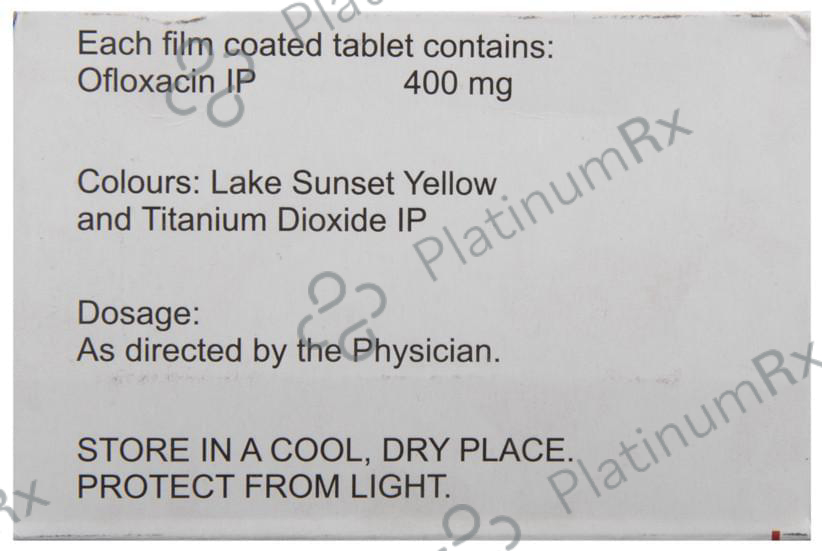 Each film coated tablet contains:
Ofloxacin IP 400 mg
Colours: Lake Sunset Yellow
and Titanium Dioxide IP
Dosage:
As directed by the Physician.
STORE IN A COOL, DRY PLACE.
PROTECT FROM LIGHT.
PlatinumRx
PlatinumRx